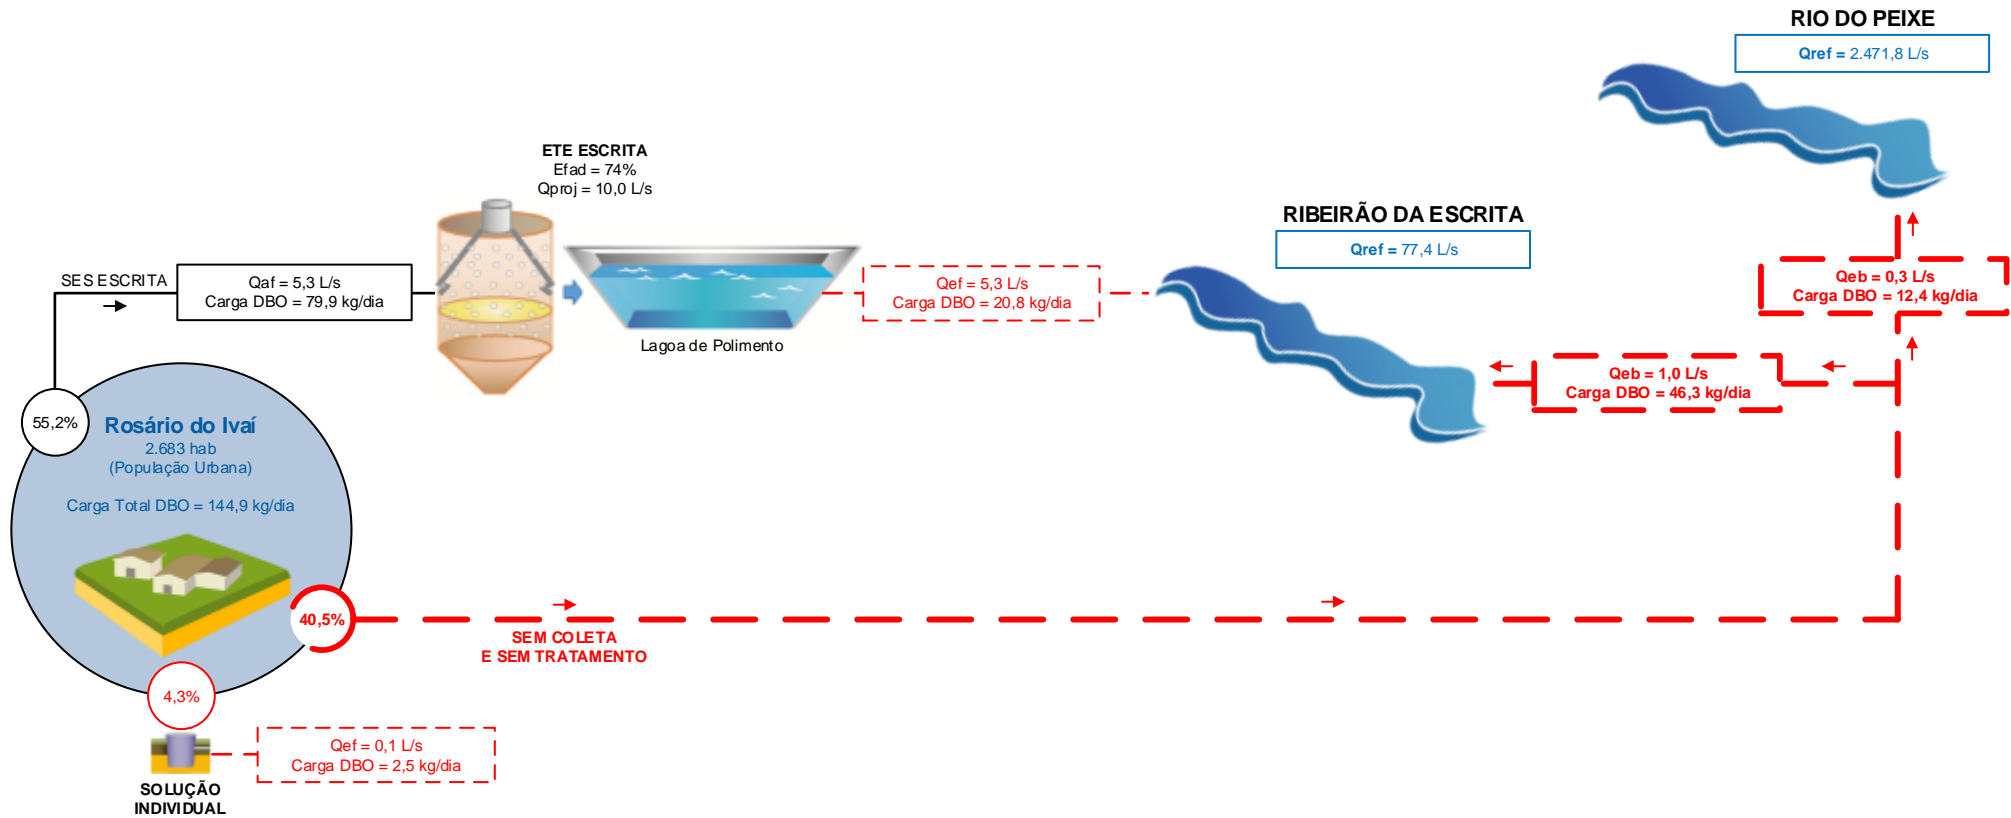 RIO DO PEIXE
Qref = 2.471,8 L/s
ETE ESCRITA
Efad = 74%
Qproj = 10,0 L/s
RIBEIRÃO DA ESCRITA
Qref = 77,4 L/s
SES ESCRITA
Qaf = 5,3 L/s
Carga DBO = 79,9 kg/dia
Qef = 5,3 L/s
Carga DBO = 20,8 kg/dia
Qeb = 0,3 L/s
Carga DBO = 12,4 kg/dia
Lagoa de Polimento
Qeb = 1,0 L/s
Carga DBO = 46,3 kg/dia
55,2%
Rosário do Ivaí
2.683 hab
(População Urbana)
Carga Total DBO = 144,9 kg/dia
40,5%
SEM COLETA
E SEM TRATAMENTO
4,3%
Qef = 0,1 L/s
Carga DBO = 2,5 kg/dia
SOLUÇÃO
INDIVIDUAL